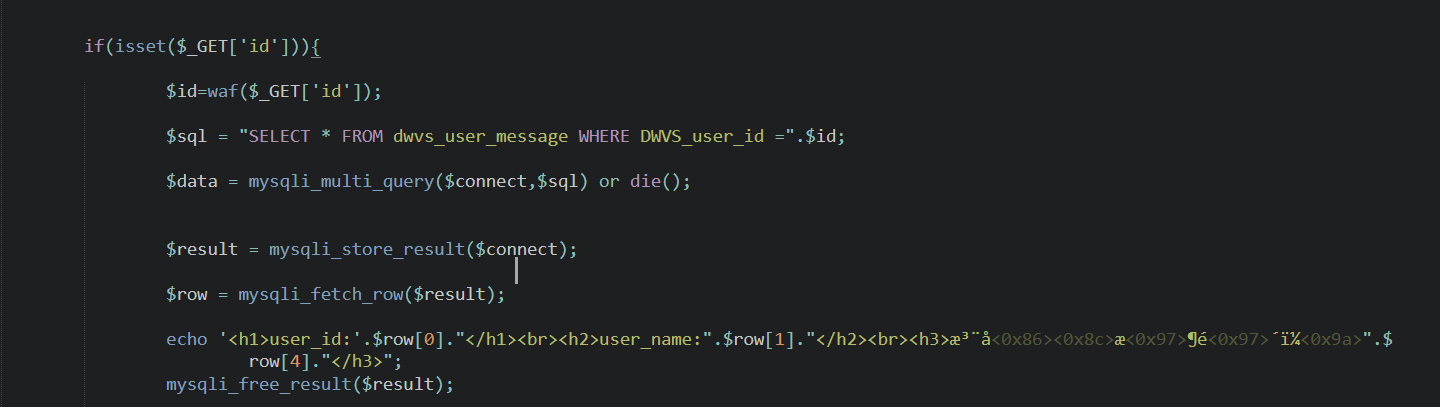 if(isset($_GET['id'])){
$id=waf($_GET['id']);
$sql = "SELECT * FROM dwvs_user_message WHERE DWVS_user_id =".$id;
$data = mysqli_multi_query($connect,$sql) or die();
$result = mysqli_store_result($connect);
$row = mysqli_fetch_row($result);
echo '<h1>user_id:'.$row[0]."</h1><br><h2>user_name:".$row[1]."</h2><br><h3>æ³¨å<0x86><0x8c>æ<0x97>¶é<0x97>´ï¼<0x9a>".$
row[4]."</h3>";
mysqli_free_result($result);